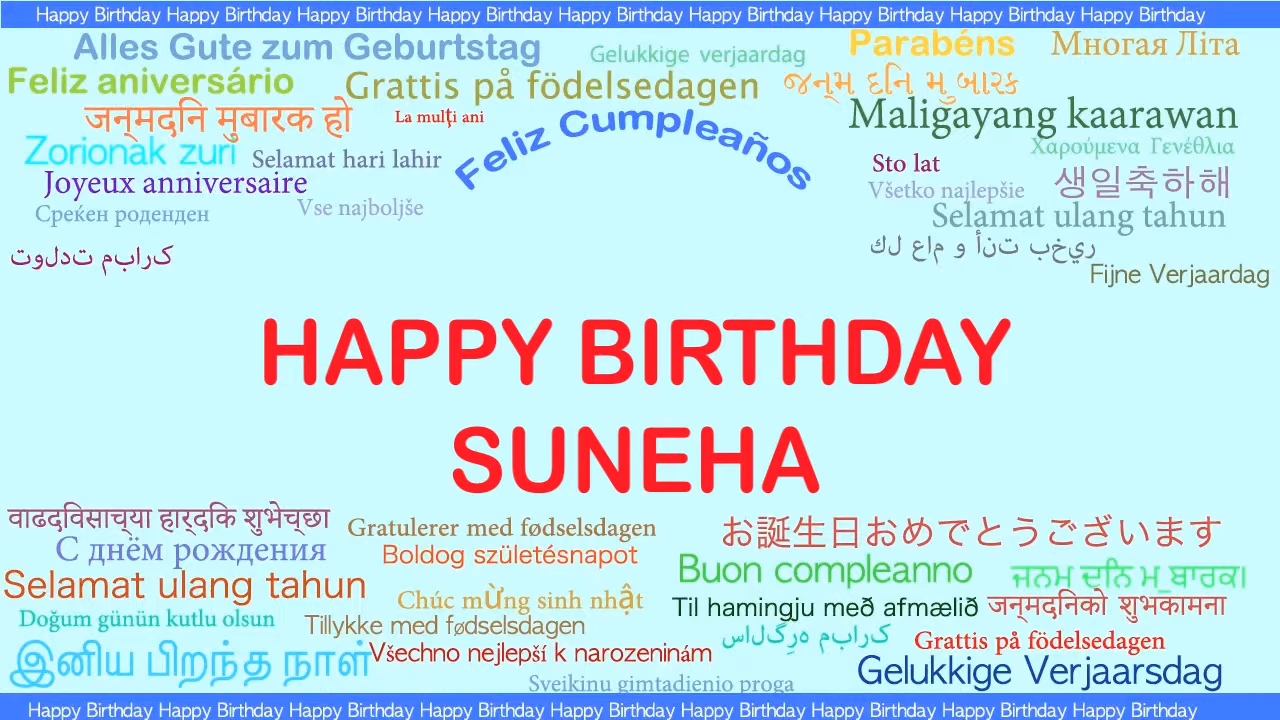 Happy Birthday Happy Birthday Happy Birthday Happy Birthday Happy Birthday Happy Birthday Happy Birthday Happy Birthday Happy Birthday
Alles Gute zum Geburtstag
Gelukkige verjaardag
Parabéns
Многая Літа
Feliz aniversário
Grattis på födelsedagen
જન્મ દિન મુબારક
Maligayang kaarawan
जन्मदिन मुबारक हो
La mulți ani
Feliz Cumpleaños
Χαρούμενα Γενέθλια
Zorionak zuri
Selamat hari lahir
Sto lat
Joyeux anniversaire
Všetko najlepšie
생일축하해
Среќен роденден
Vse najboljše
Selamat ulang tahun
تولدت مبارک
كل عام و أنت بخير
Fijne Verjaardag
HAPPY BIRTHDAY
SUNEHA
वाढदिवसाच्या हार्दिक शुभेच्छा
Gratulerer med fødselsdagen
お誕生日おめでとうございます
С днём рождения
Boldog születésnapot
Buon compleanno
ਜਨਮ ਦਿਨ ਮੁਬਾਰਕ।
Selamat ulang tahun
Chúc mừng sinh nhật
Til hamingju með afmælið
जन्मदिनको शुभकामना
Doğum günün kutlu olsun
Tillykke med fødselsdagen
سالگرہ مبارک
Grattis på födelsedagen
இனிய பிறந்த நாள்
Všechno nejlepší k narozeninám
Gelukkige Verjaarsdag
Sveikinu gimtadienio proga
Happy Birthday Happy Birthday Happy Birthday Happy Birthday Happy Birthday Happy Birthday Happy Birthday Happy Birthday Happy Birthday